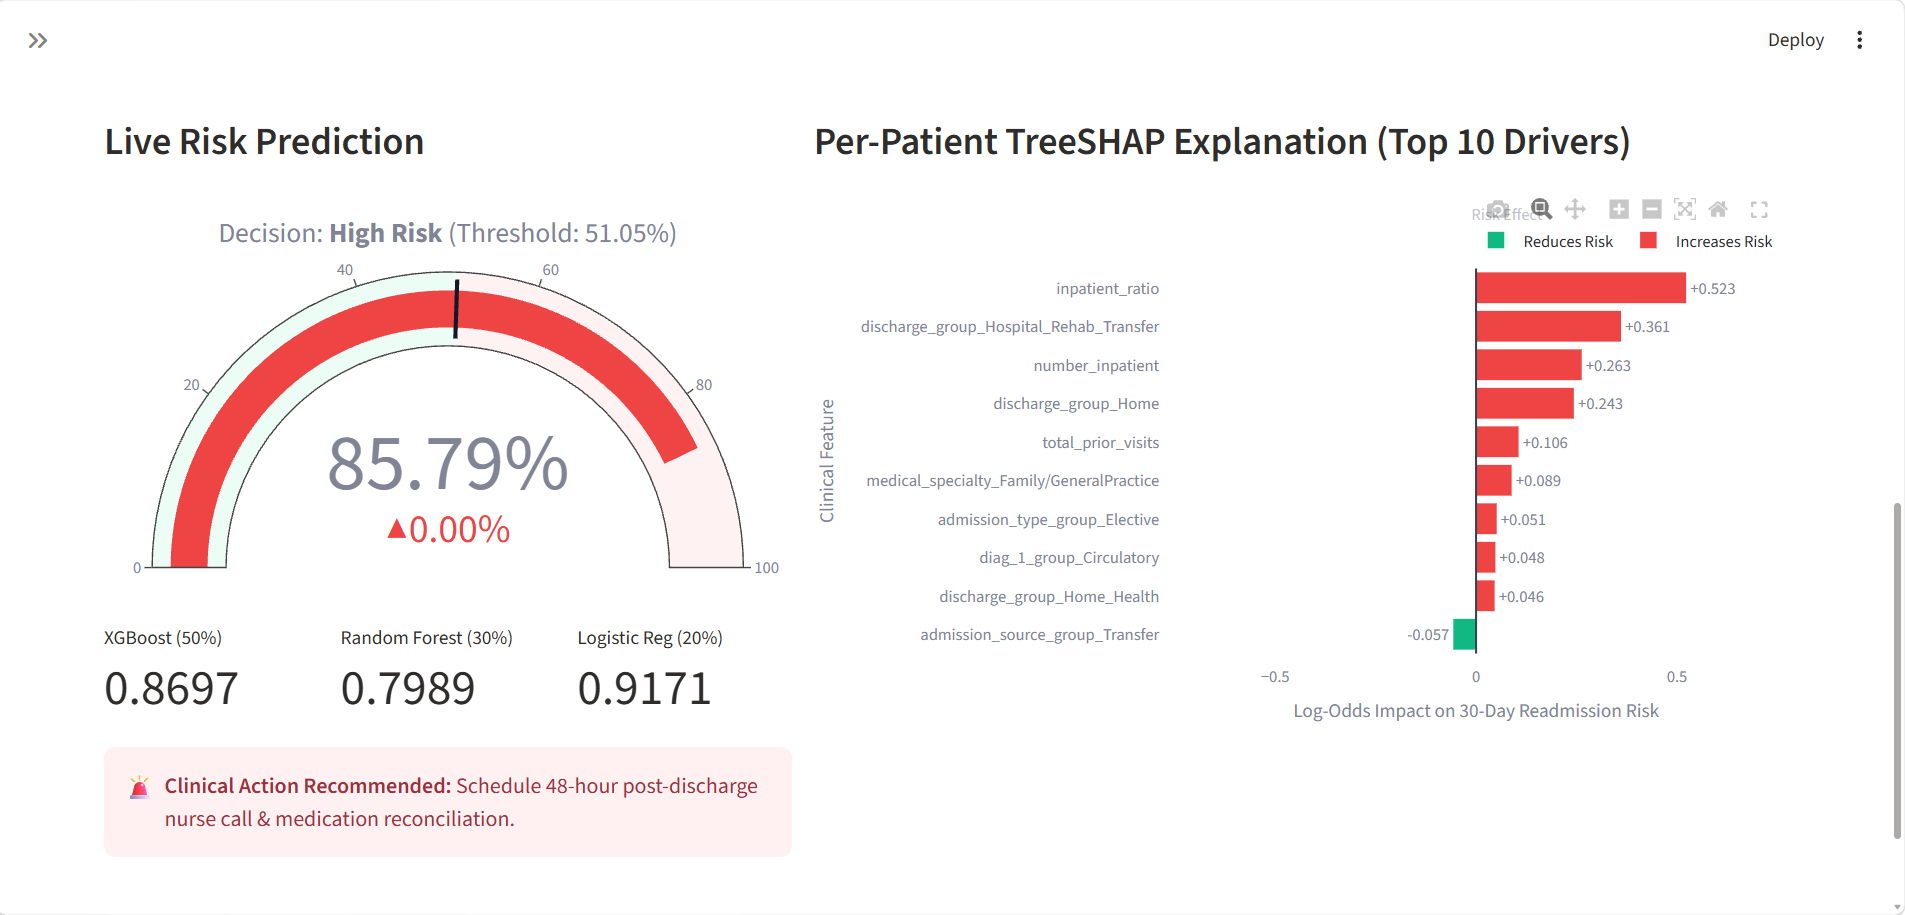 Deploy
Live Risk Prediction
Decision: High Risk (Threshold: 51.05%)
0
20
40
60
80
100
85.79%
▲0.00%
XGBoost (50%)
0.8697
Random Forest (30%)
0.7989
Logistic Reg (20%)
0.9171
Clinical Action Recommended: Schedule 48-hour post-discharge
nurse call & medication reconciliation.
Per-Patient TreeSHAP Explanation (Top 10 Drivers)
Risk Effect
Reduces Risk
Increases Risk
Clinical Feature
inpatient_ratio +0.523
discharge_group_Hospital_Rehab_Transfer +0.361
number_inpatient +0.263
discharge_group_Home +0.243
total_prior_visits +0.106
medical_specialty_Family/GeneralPractice +0.089
admission_type_group_Elective +0.051
diag_1_group_Circulatory +0.048
discharge_group_Home_Health +0.046
admission_source_group_Transfer -0.057
−0.5 0 0.5
Log-Odds Impact on 30-Day Readmission Risk